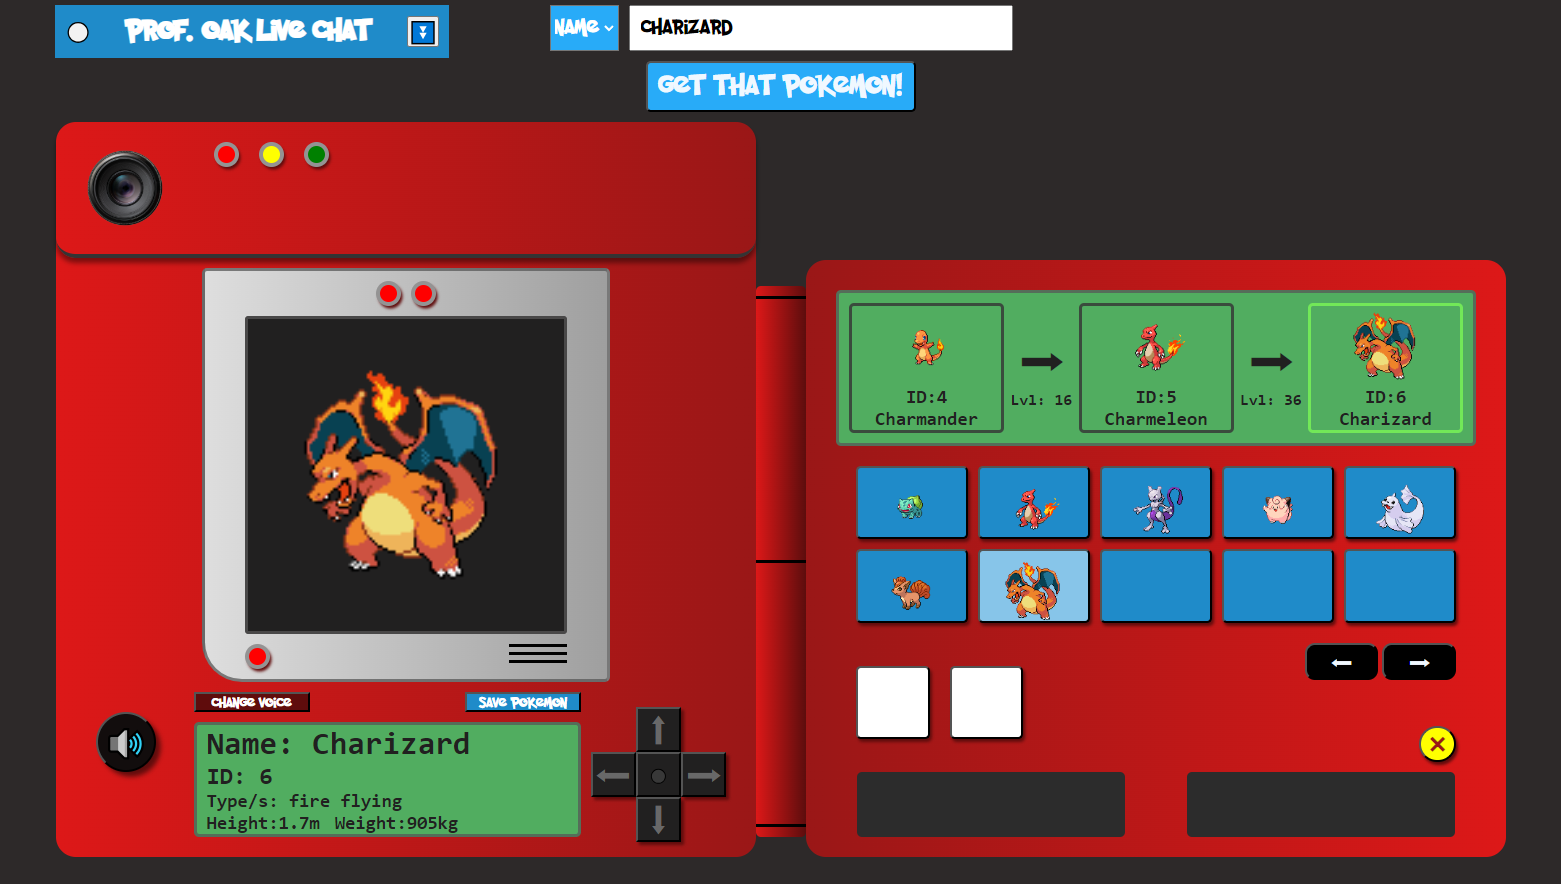 PROF. OAK LIVE CHAT
NAME
CHARIZARD
GET THAT POKEMON!
ID:4
Charmander
Lvl: 16
ID:5
Charmeleon
Lvl: 36
ID:6
Charizard
CHANGE VOICE
SAVE POKEMON
Name: Charizard
ID: 6
Type/s: fire flying
Height:1.7m Weight:905kg